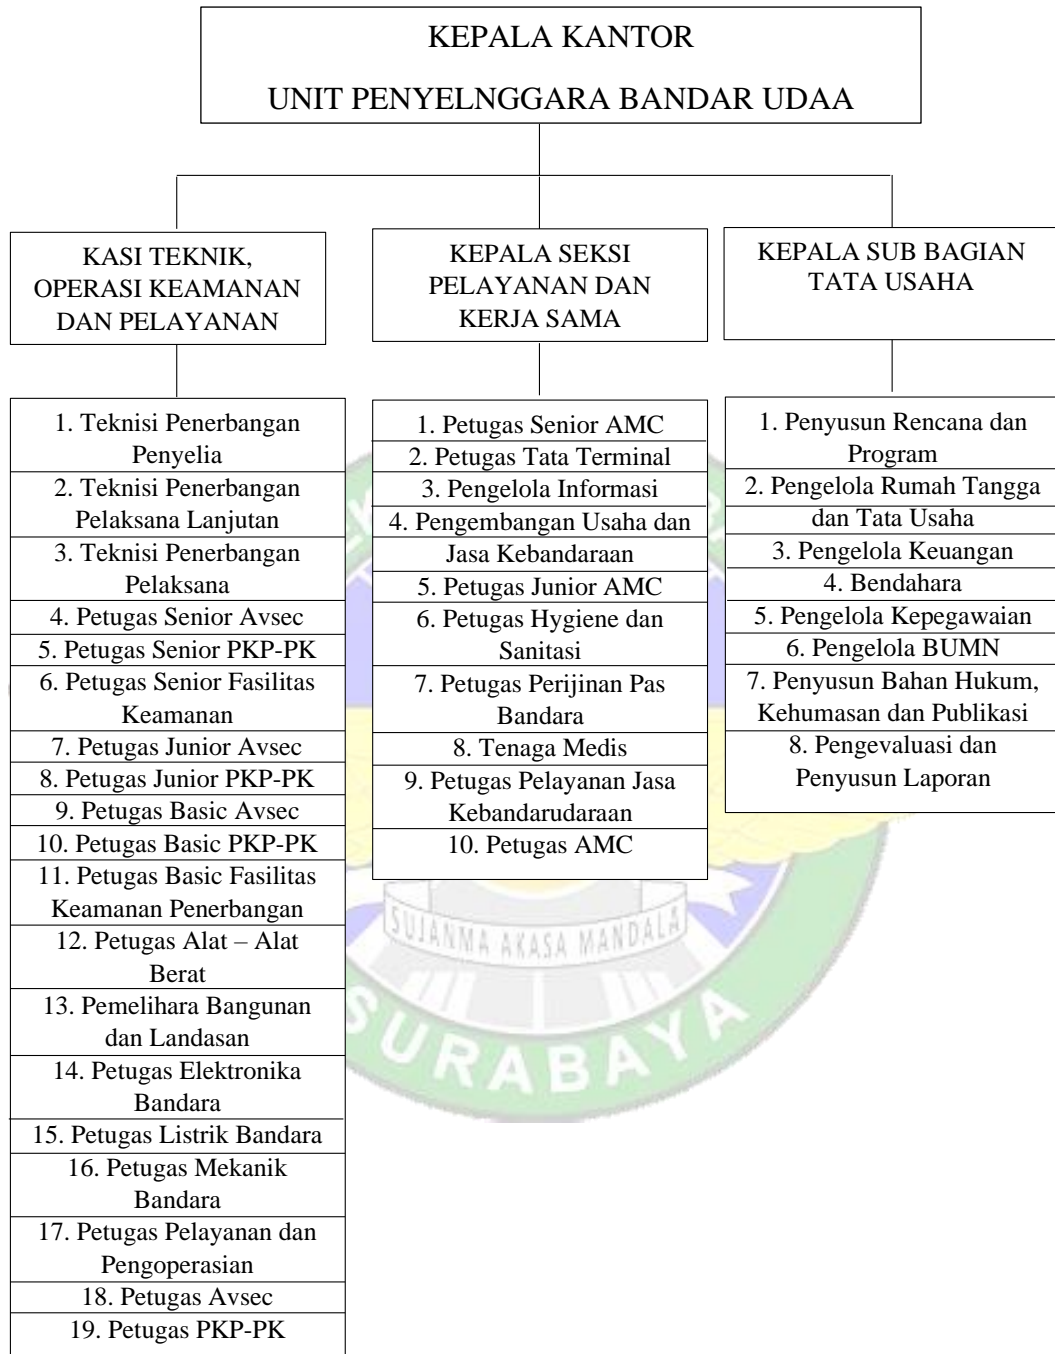 KEPALA KANTOR
UNIT PENYELNGGARA BANDAR UDAA
KASI TEKNIK,
OPERASI KEAMANAN
DAN PELAYANAN
KEPALA SEKSI
PELAYANAN DAN
KERJA SAMA
KEPALA SUB BAGIAN
TATA USAHA
1. Teknisi Penerbangan
Penyelia
2. Teknisi Penerbangan
Pelaksana Lanjutan
3. Teknisi Penerbangan
Pelaksana
4. Petugas Senior Avsec
5. Petugas Senior PKP-PK
6. Petugas Senior Fasilitas
Keamanan
7. Petugas Junior Avsec
8. Petugas Junior PKP-PK
9. Petugas Basic Avsec
10. Petugas Basic PKP-PK
11. Petugas Basic Fasilitas
Keamanan Penerbangan
12. Petugas Alat – Alat
Berat
13. Pemelihara Bangunan
dan Landasan
14. Petugas Elektronika
Bandara
15. Petugas Listrik Bandara
16. Petugas Mekanik
Bandara
17. Petugas Pelayanan dan
Pengoperasian
18. Petugas Avsec
19. Petugas PKP-PK
1. Petugas Senior AMC
2. Petugas Tata Terminal
3. Pengelola Informasi
4. Pengembangan Usaha dan
Jasa Kebandaraan
5. Petugas Junior AMC
6. Petugas Hygiene dan
Sanitasi
7. Petugas Perijinan Pas
Bandara
8. Tenaga Medis
9. Petugas Pelayanan Jasa
Kebandarudaraan
10. Petugas AMC
1. Penyusun Rencana dan
Program
2. Pengelola Rumah Tangga
dan Tata Usaha
3. Pengelola Keuangan
4. Bendahara
5. Pengelola Kepegawaian
6. Pengelola BUMN
7. Penyusun Bahan Hukum,
Kehumasan dan Publikasi
8. Pengevaluasi dan
Penyusun Laporan
SUJANMA AKASA MANDALA
SURABAYA